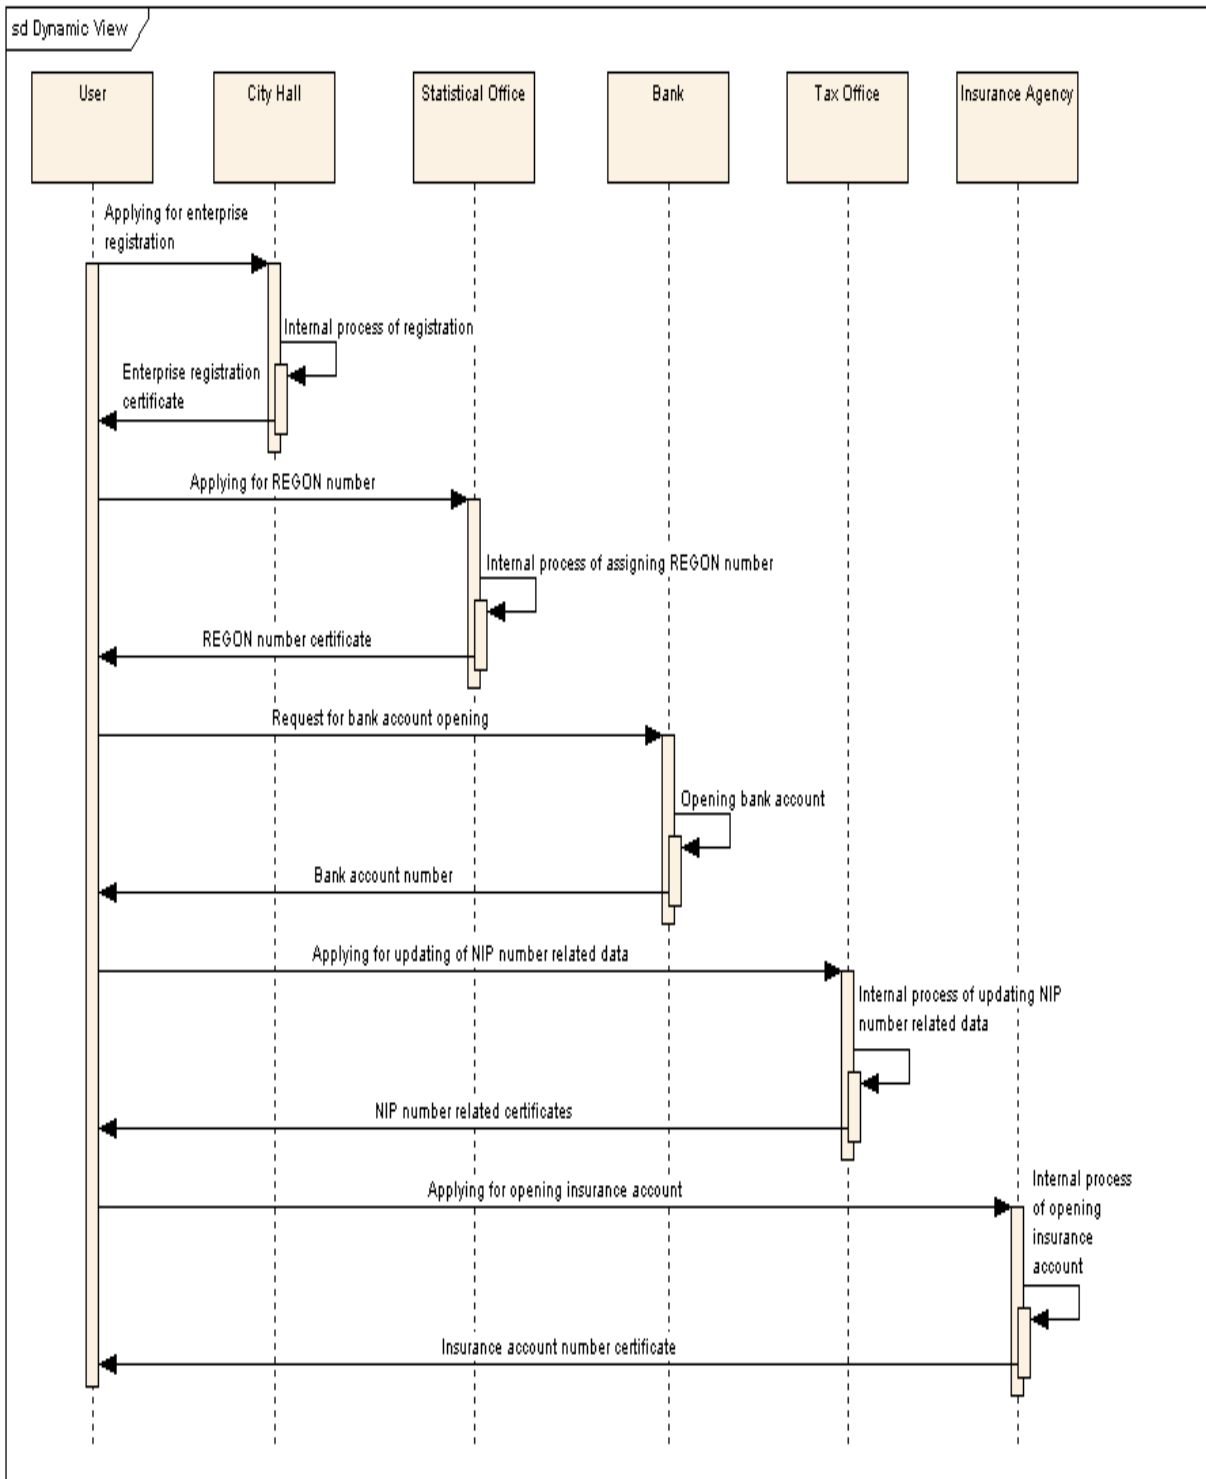 sd Dynamic View
User
City Hall
Statistical Office
Bank
Tax Office
Insurance Agency
Applying for enterprise
registration
Internal process of registration
Enterprise registration
certificate
Applying for REGON number
Internal process of assigning REGON number
REGON number certificate
Request for bank account opening
Opening bank account
Bank account number
Applying for updating of NIP number related data
Internal process of updating NIP
number related data
NIP number related certificates
Applying for opening insurance account
Internal process
of opening
insurance
account
Insurance account number certificate